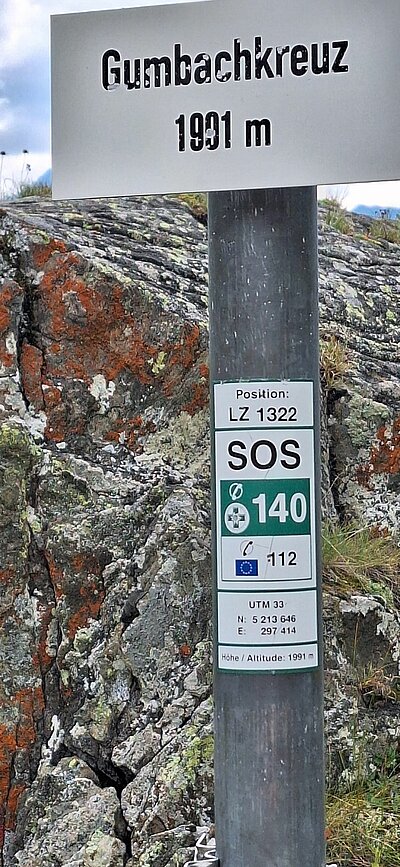 Gumbachkreuz
1991 m
Position:
LZ 1322
SOS
140
112
UTM 33
N: 5 213 646
E: 297 414
Höhe / Altitude: 1991 m